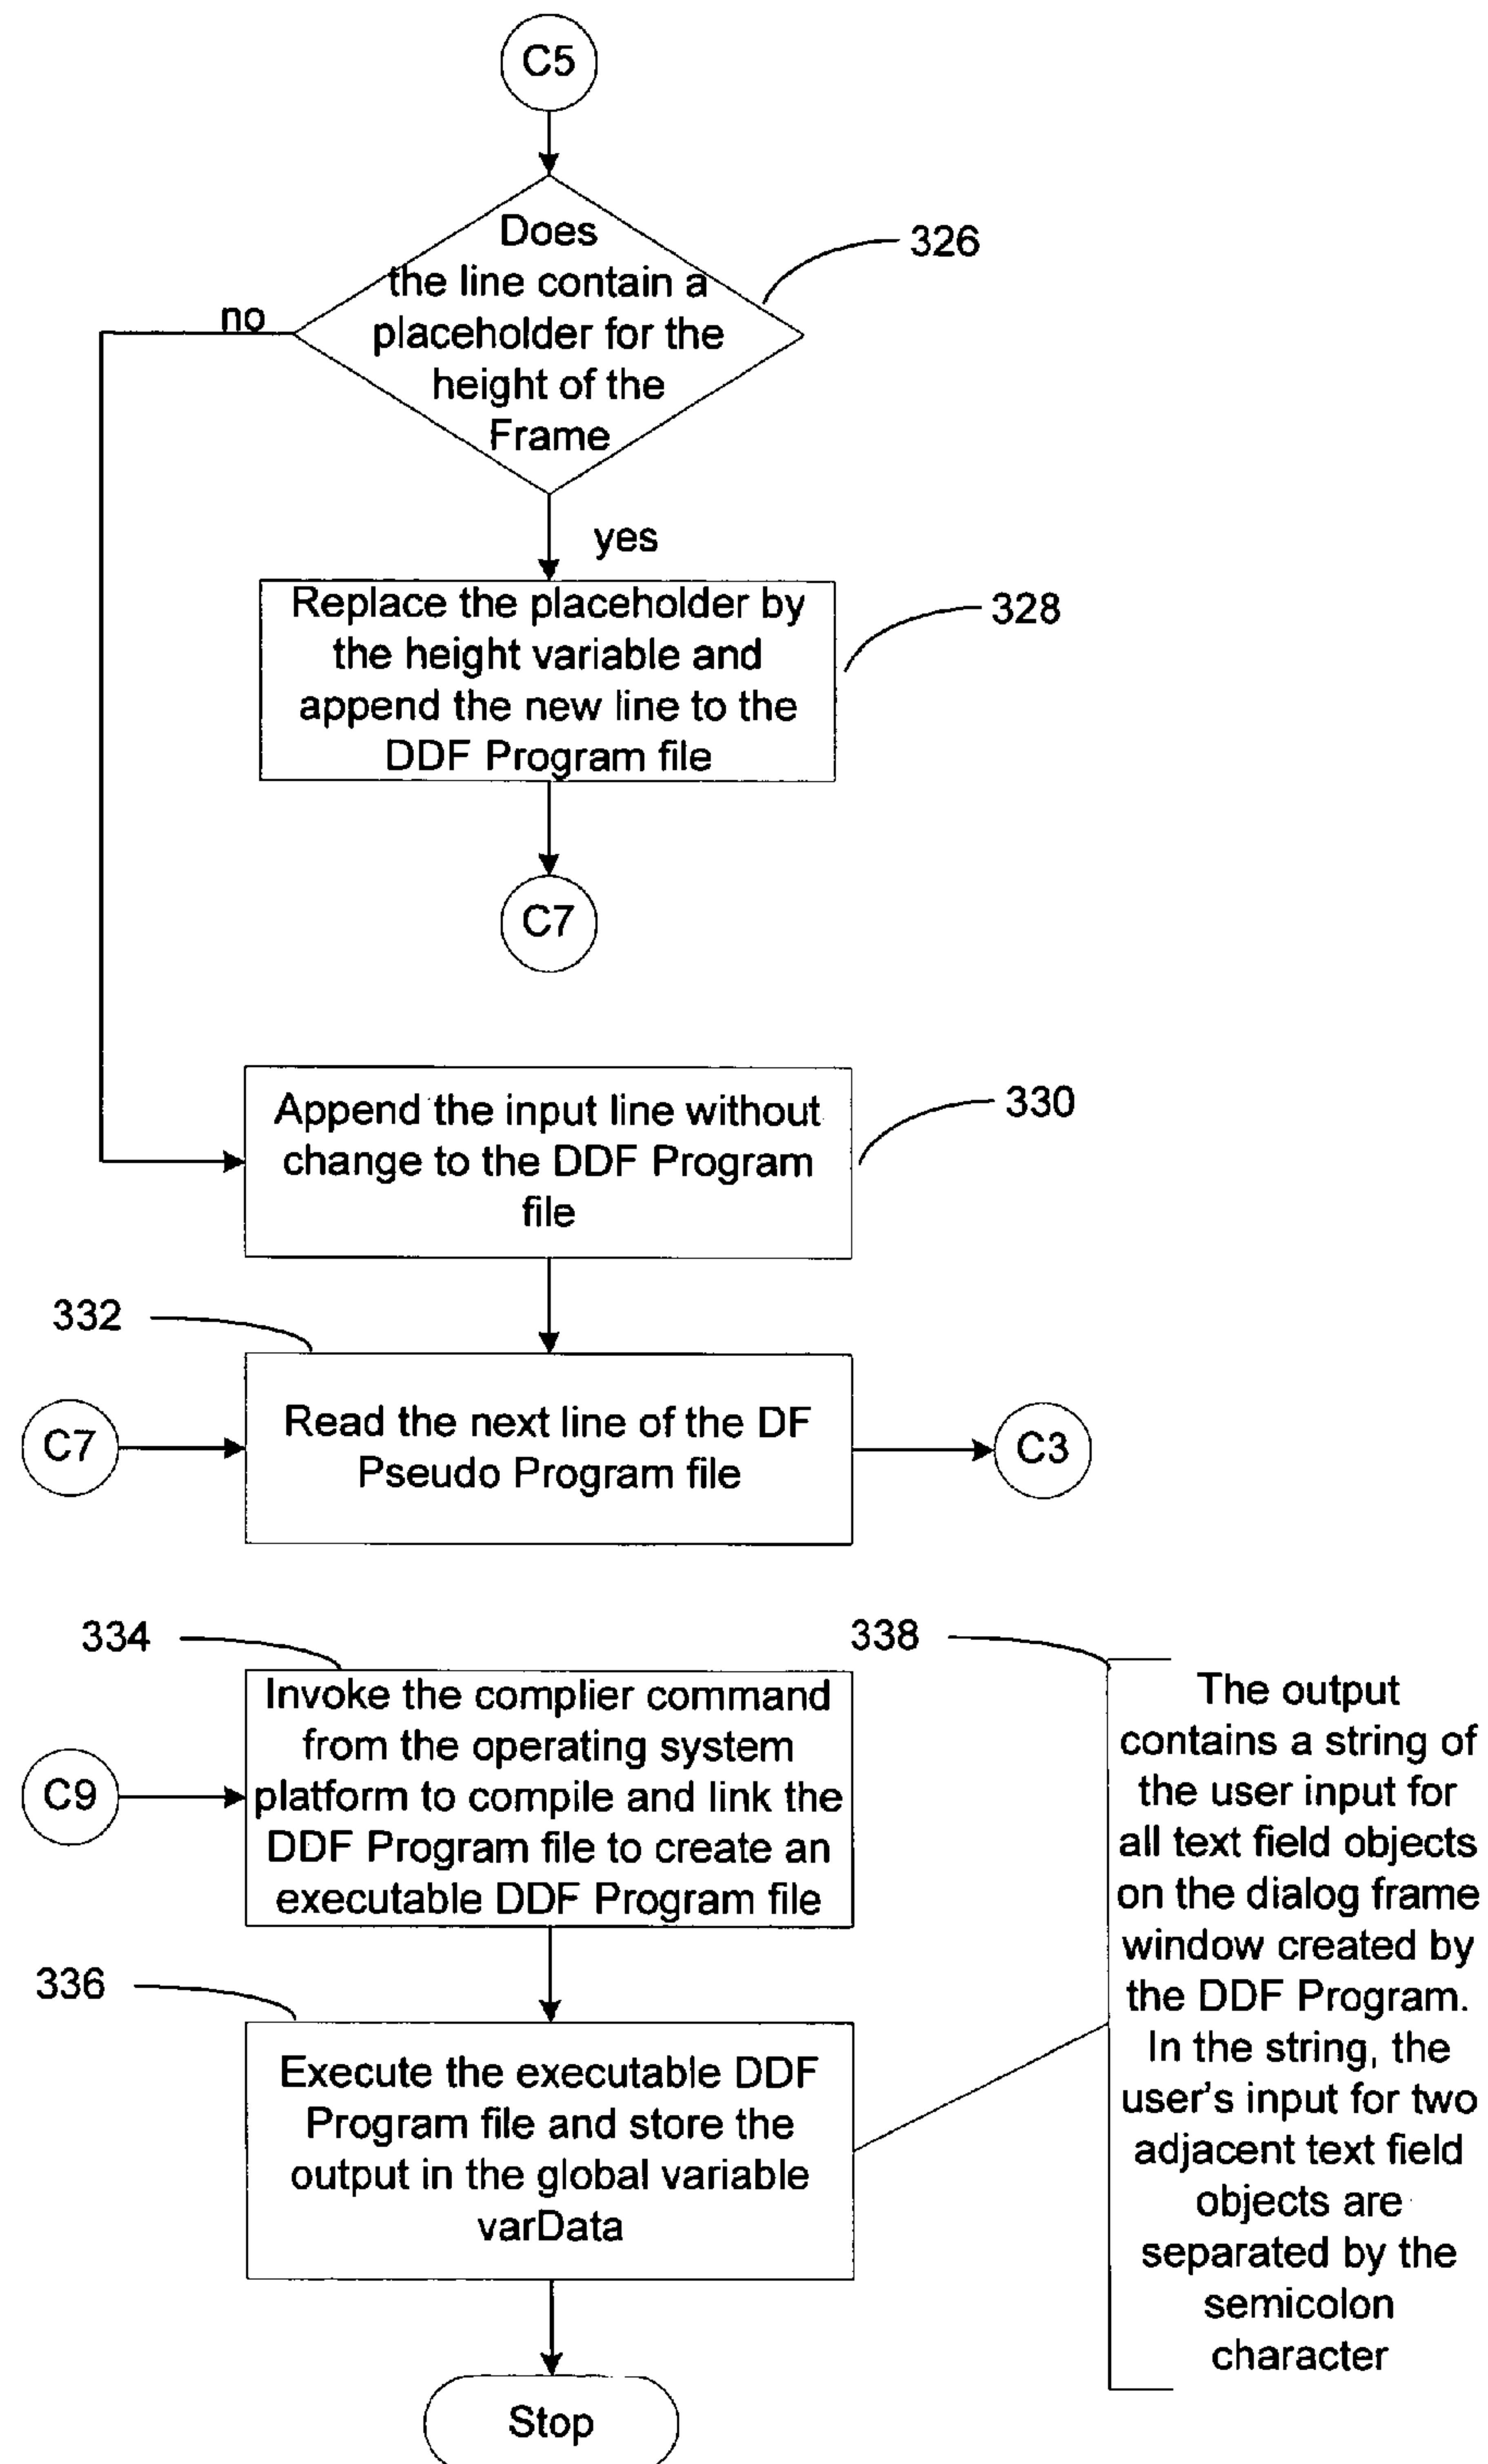 C5
Does
the line contain a
placeholder for the
height of the
Frame
326
no
yes
Replace the placeholder by
the height variable and
append the new line to the
DDF Program file
328
C7
Append the input line without
change to the DDF Program
file
330
332
C7
Read the next line of the DF
Pseudo Program file
C3
334
C9
Invoke the complier command
from the operating system
platform to compile and link the
DDF Program file to create an
executable DDF Program file
336
Execute the executable DDF
Program file and store the
output in the global variable
varData
338
The output
contains a string of
the user input for
all text field objects
on the dialog frame
window created by
the DDF Program.
In the string, the
user's input for two
adjacent text field
objects are
separated by the
semicolon
character
Stop